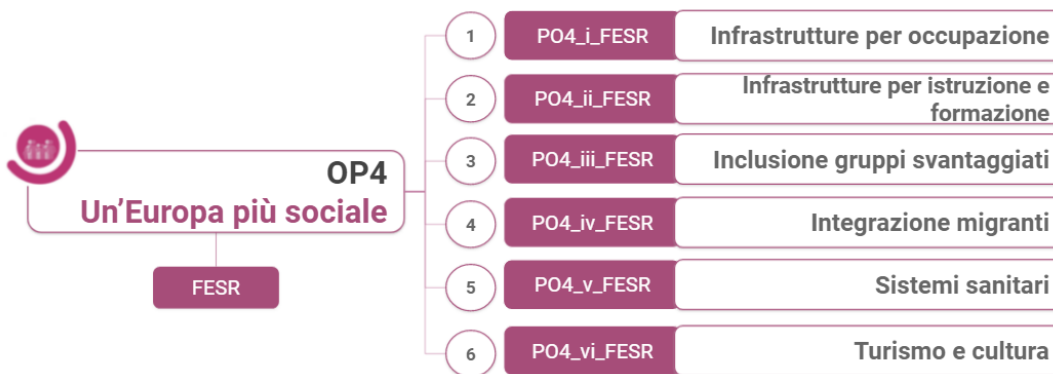 OP4
Un'Europa più sociale
FESR
1
PO4_i_FESR
Infrastrutture per occupazione
2
PO4_ii_FESR
Infrastrutture per istruzione e
formazione
3
PO4_iii_FESR
Inclusione gruppi svantaggiati
4
PO4_iv_FESR
Integrazione migranti
5
PO4_v_FESR
Sistemi sanitari
6
PO4_vi_FESR
Turismo e cultura